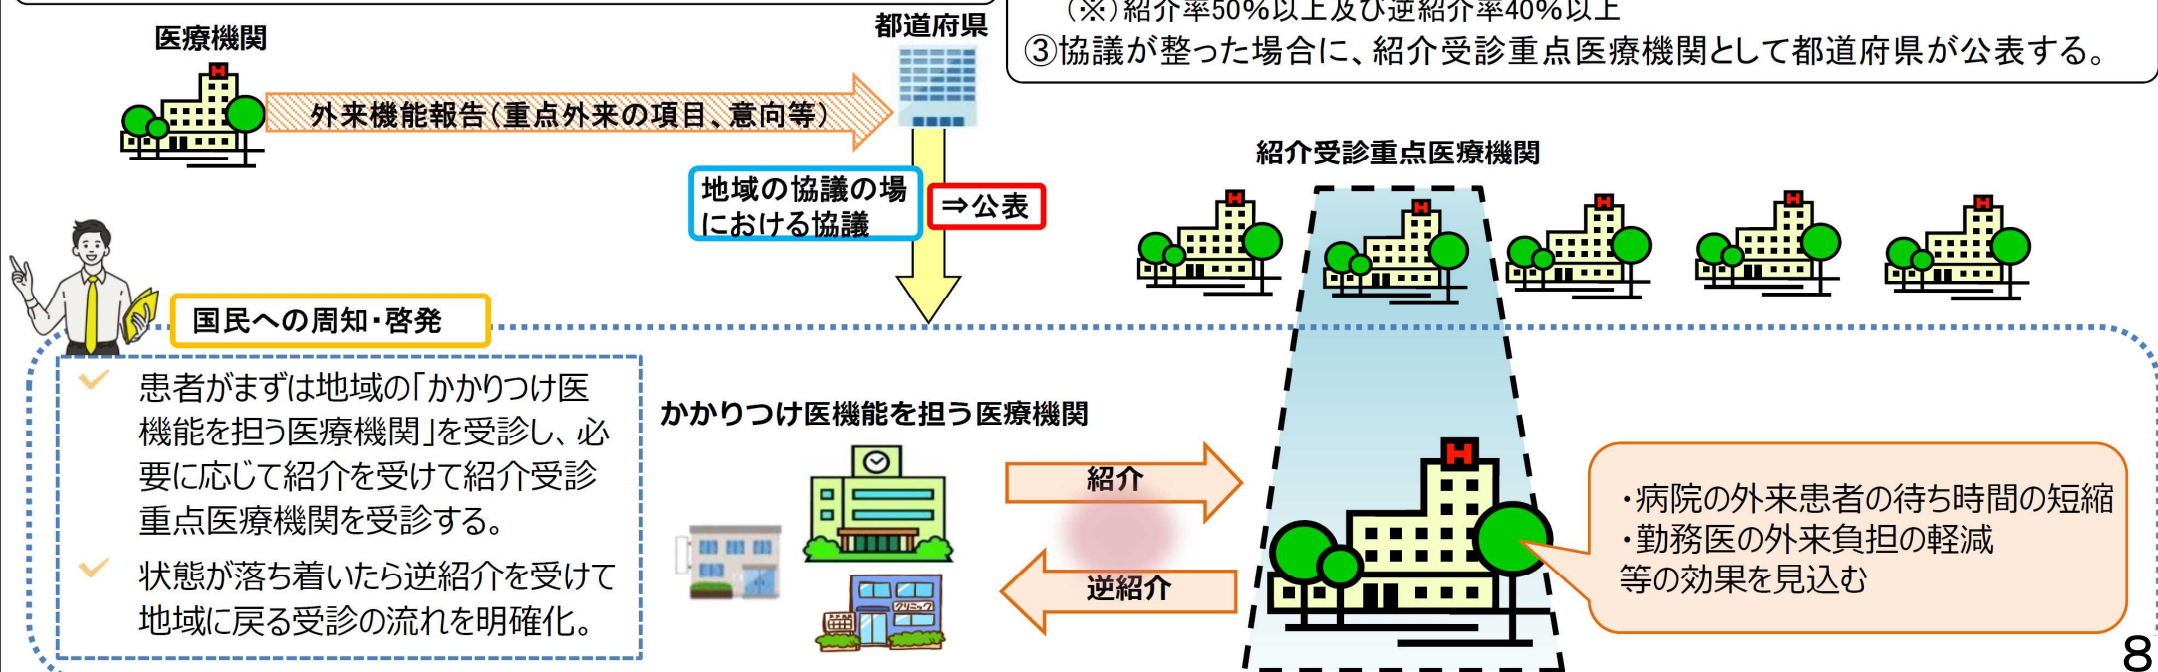 (※)紹介率50%以上及び逆紹介率40%以上
③協議が整った場合に、紹介受診重点医療機関として都道府県が公表する。
医療機関
都道府県
外来機能報告(重点外来の項目、意向等)
地域の協議の場
における協議
⇒公表
紹介受診重点医療機関
H
H
H
H
H
H
国民への周知・啓発
患者がまずは地域の「かかりつけ医
機能を担う医療機関」を受診し、必
要に応じて紹介を受けて紹介受診
重点医療機関を受診する。
状態が落ち着いたら逆紹介を受けて
地域に戻る受診の流れを明確化。
かかりつけ医機能を担う医療機関
クリニック
紹介
逆紹介
H
・病院の外来患者の待ち時間の短縮
・勤務医の外来負担の軽減
等の効果を見込む
8